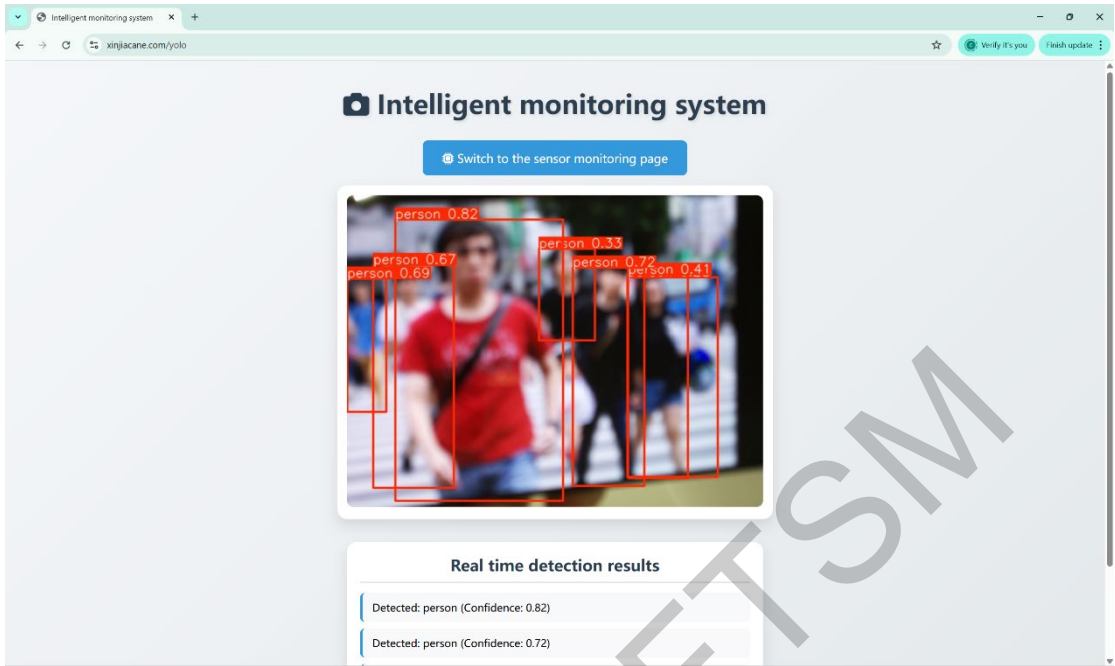 Intelligent monitoring system
xinjiacane.com/yolo
Verify it's you
Finish update
Intelligent monitoring system
Switch to the sensor monitoring page
person 0.82
person 0.33
person 0.67
person 0.72
person 0.69
person 0.41
Real time detection results
Detected: person (Confidence: 0.82)
Detected: person (Confidence: 0.72)
ETSM